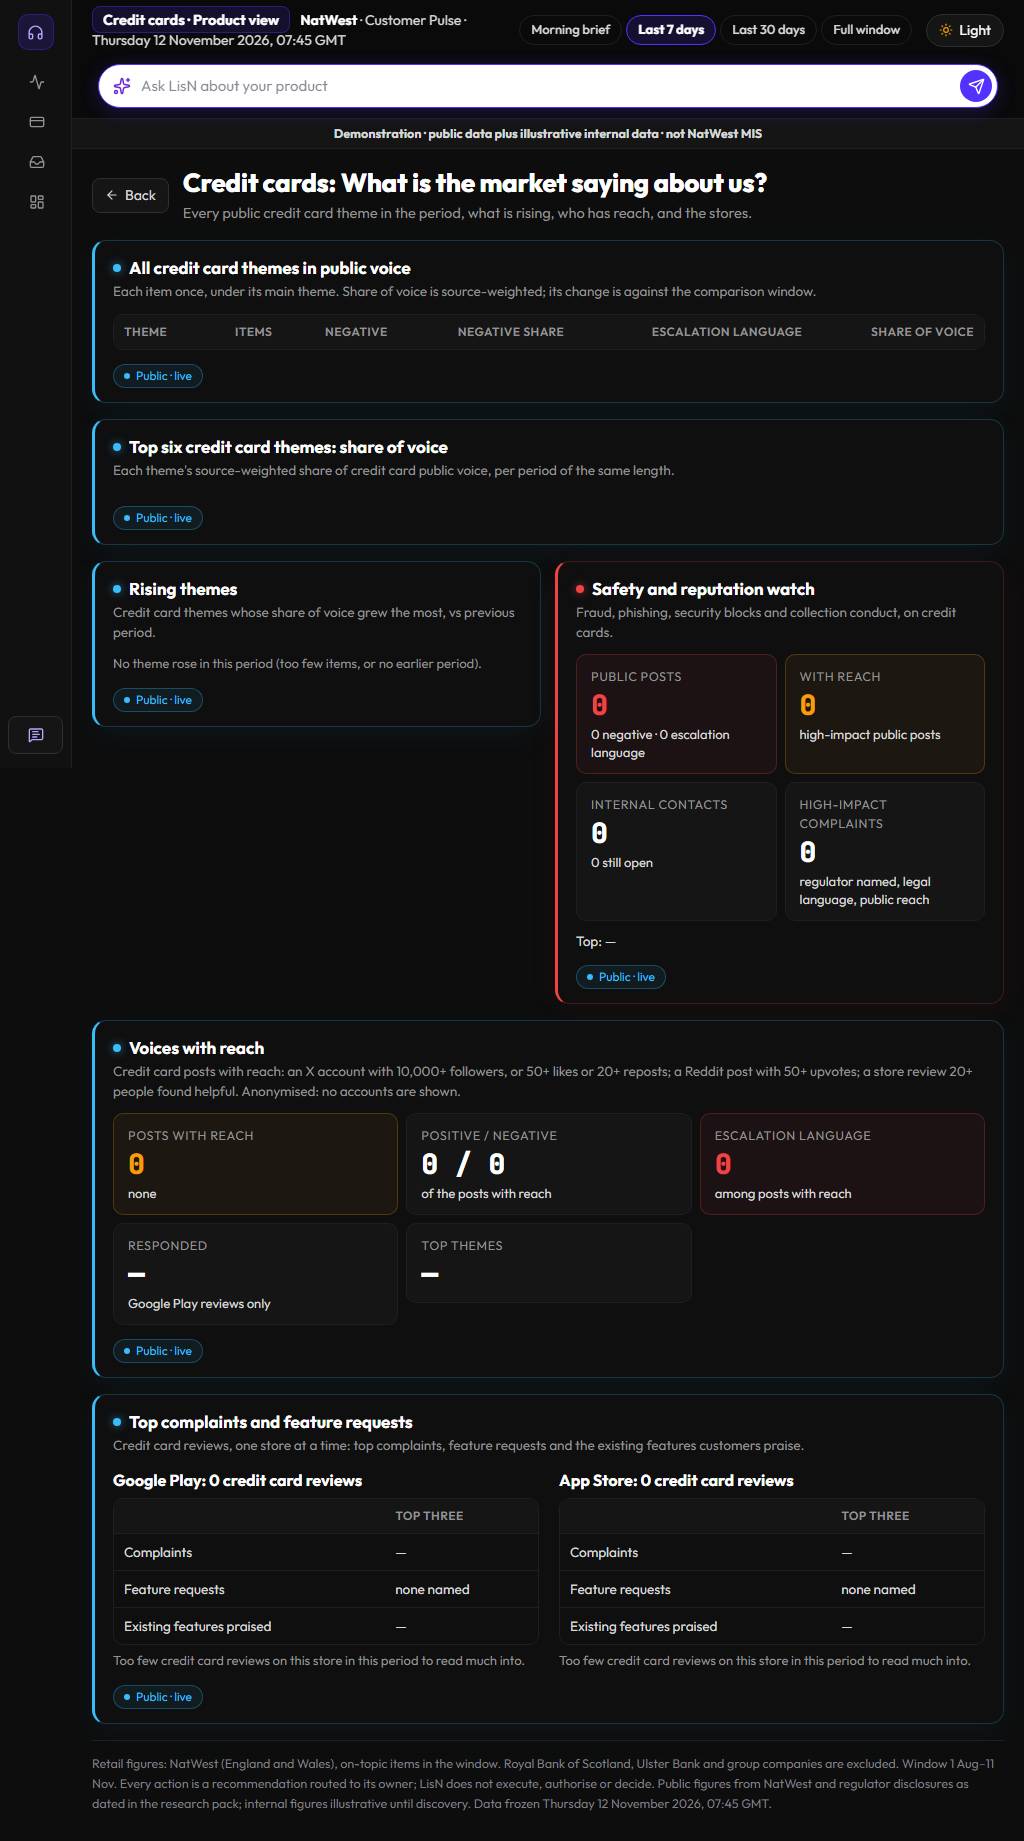 Credit cards · Product view NatWest · Customer Pulse ·
Thursday 12 November 2026, 07:45 GMT
Morning brief Last 7 days Last 30 days Full window Light
Ask LisN about your product
Demonstration · public data plus illustrative internal data · not NatWest MIS
Back
Credit cards: What is the market saying about us?
Every public credit card theme in the period, what is rising, who has reach, and the stores.
All credit card themes in public voice
Each item once, under its main theme. Share of voice is source-weighted; its change is against the comparison window.
THEME ITEMS NEGATIVE NEGATIVE SHARE ESCALATION LANGUAGE SHARE OF VOICE
Public · live
Top six credit card themes: share of voice
Each theme's source-weighted share of credit card public voice, per period of the same length.
Public · live
Rising themes
Credit card themes whose share of voice grew the most, vs previous
period.
No theme rose in this period (too few items, or no earlier period).
Public · live
Safety and reputation watch
Fraud, phishing, security blocks and collection conduct, on credit
cards.
PUBLIC POSTS
0
0 negative · 0 escalation
language
WITH REACH
0
high-impact public posts
INTERNAL CONTACTS
0
0 still open
HIGH-IMPACT
COMPLAINTS
0
regulator named, legal
language, public reach
Top: —
Public · live
Voices with reach
Credit card posts with reach: an X account with 10,000+ followers, or 50+ likes or 20+ reposts; a Reddit post with 50+ upvotes; a store review 20+
people found helpful. Anonymised: no accounts are shown.
POSTS WITH REACH
0
none
POSITIVE / NEGATIVE
0 / 0
of the posts with reach
ESCALATION LANGUAGE
0
among posts with reach
RESPONDED
—
Google Play reviews only
TOP THEMES
—
Public · live
Top complaints and feature requests
Credit card reviews, one store at a time: top complaints, feature requests and the existing features customers praise.
Google Play: 0 credit card reviews
TOP THREE
Complaints —
Feature requests none named
Existing features praised —
Too few credit card reviews on this store in this period to read much into.
App Store: 0 credit card reviews
TOP THREE
Complaints —
Feature requests none named
Existing features praised —
Too few credit card reviews on this store in this period to read much into.
Public · live
Retail figures: NatWest (England and Wales), on-topic items in the window. Royal Bank of Scotland, Ulster Bank and group companies are excluded. Window 1 Aug–11
Nov. Every action is a recommendation routed to its owner; LisN does not execute, authorise or decide. Public figures from NatWest and regulator disclosures as
dated in the research pack; internal figures illustrative until discovery. Data frozen Thursday 12 November 2026, 07:45 GMT.